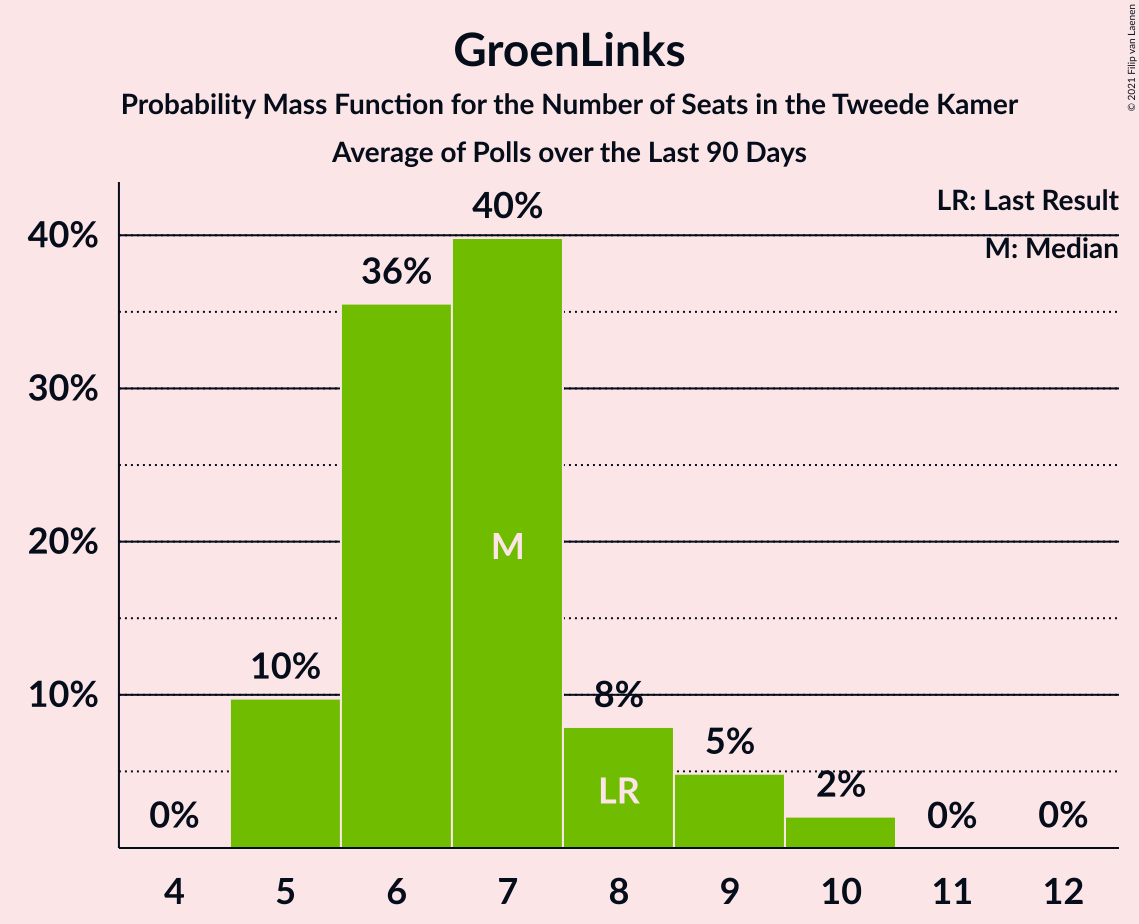 GroenLinks
Probability Mass Function for the Number of Seats in the Tweede Kamer
Average of Polls over the Last 90 Days
© 2021 Filip van Laenen
LR: Last Result
M: Median
40%
30%
20%
10%
0%
10%
36%
40%
8%
5%
2%
0%
0%
M
LR
4 5 6 7 8 9 10 11 12